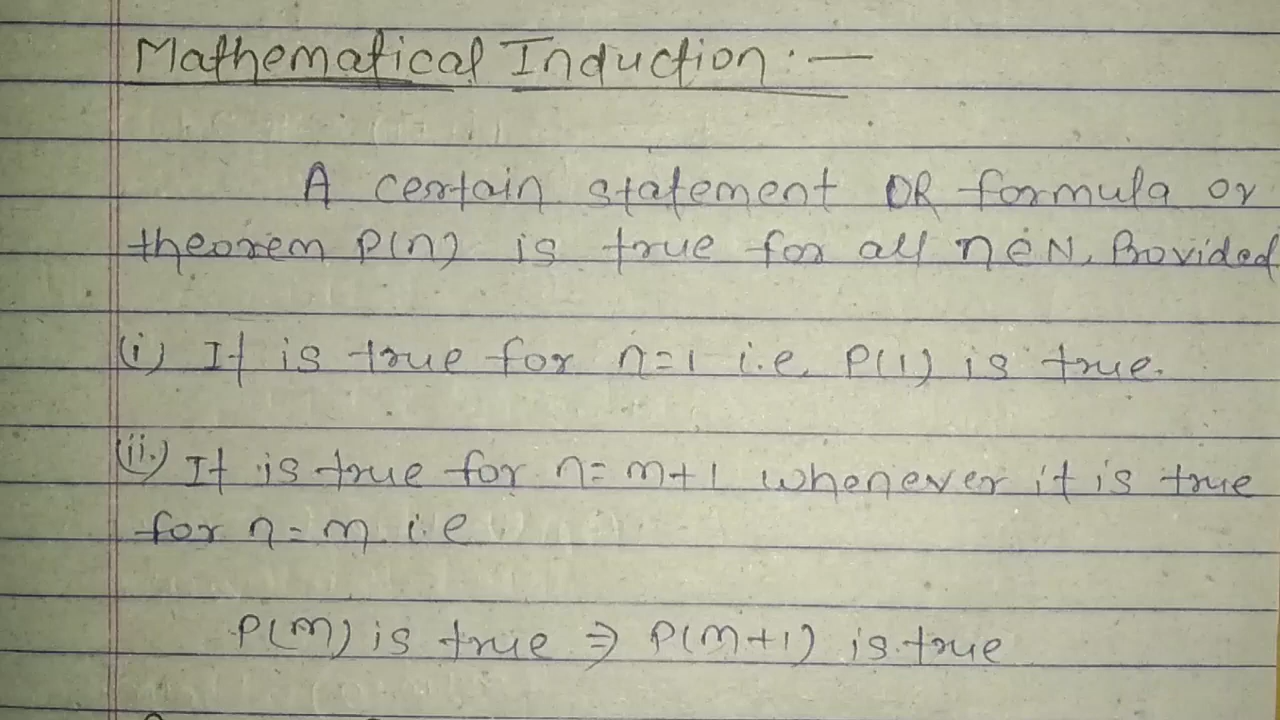 Mathematical Induction :—
A certain statement OR formula or
theorem P(n) is true for all n∈N, Provided
(i) It is true for n=1 i.e, P(1) is true.
(ii.) It is true for n=m+1 whenever it is true
for n=m i.e
P(m) is true ⇒ P(m+1) is true